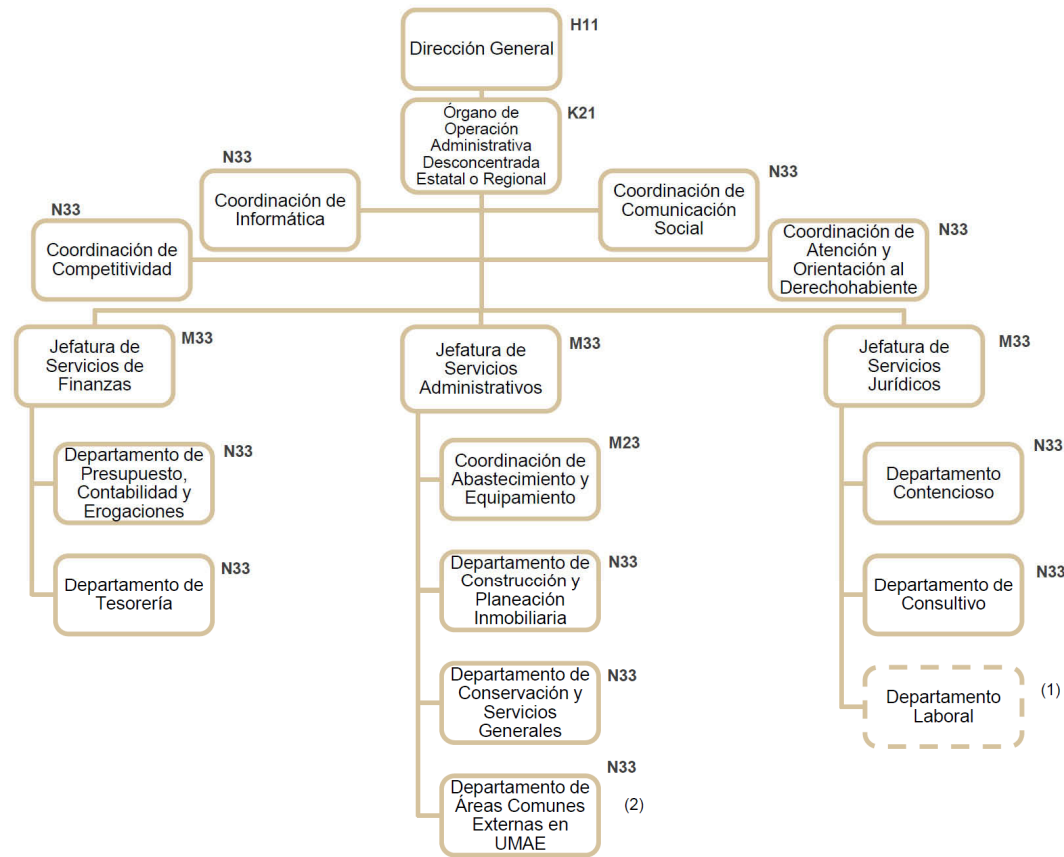 H11
Dirección General
K21
Órgano de
Operación
Administrativa
Desconcentrada
Estatal o Regional
N33
Coordinación de
Informática
N33
Coordinación de
Comunicación
Social
N33
Coordinación de
Competitividad
N33
Coordinación de
Atención y
Orientación al
Derechohabiente
M33
Jefatura de
Servicios de
Finanzas
M33
Jefatura de
Servicios
Administrativos
M33
Jefatura de
Servicios
Jurídicos
N33
Departamento de
Presupuesto,
Contabilidad y
Erogaciones
N33
Departamento de
Tesorería
M23
Coordinación de
Abastecimiento y
Equipamiento
N33
Departamento de
Construcción y
Planeación
Inmobiliaria
N33
Departamento de
Conservación y
Servicios
Generales
N33
Departamento de
Áreas Comunes
Externas en
UMAE
(2)
N33
Departamento
Contencioso
N33
Departamento de
Consultivo
(1)
Departamento
Laboral